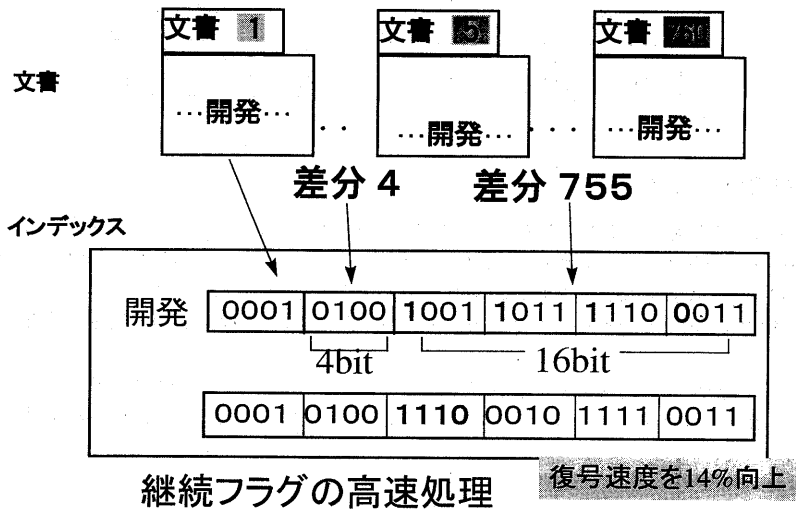 文書 1
文書 5
文書 760
文書
…開発…
‥
…開発…
…
…開発…
差分 4
差分 755
インデックス
開発 0001 0100 1001 1011 1110 0011
4bit
16bit
0001 0100 1110 0010 1111 0011
継続フラグの高速処理
復号速度を14%向上